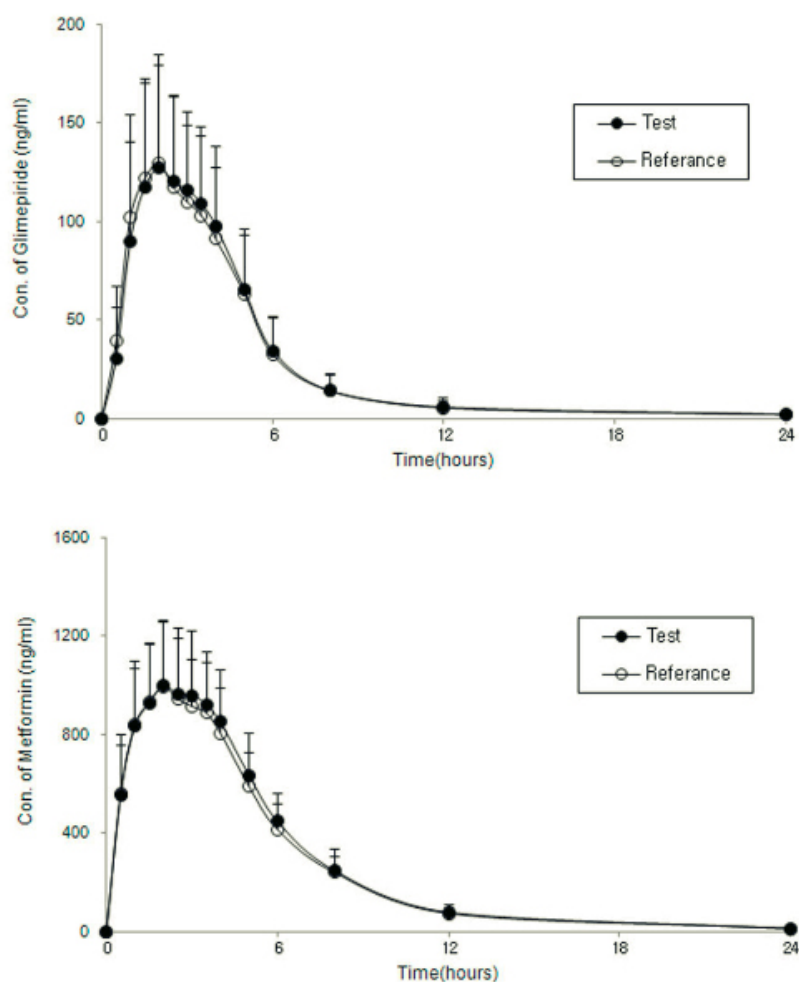 200
150
100
50
0
Con. of Glimepiride (ng/ml)
Test
Referance
0 6 12 18 24
Time(hours)
1600
1200
800
400
0
Con. of Metformin (ng/ml)
Test
Referance
0 6 12 18 24
Time(hours)